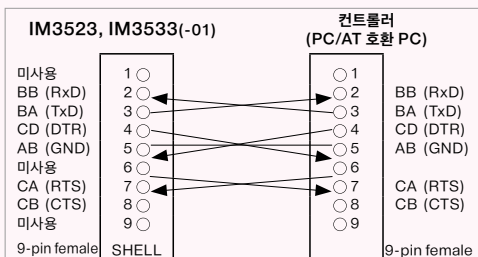 IM3523, IM3533(-01)
컨트롤러
(PC/AT 호환 PC)
미사용 1 1
BB (RxD) 2 2 BB (RxD)
BA (TxD) 3 3 BA (TxD)
CD (DTR) 4 4 CD (DTR)
AB (GND) 5 5 AB (GND)
미사용 6 6
CA (RTS) 7 7 CA (RTS)
CB (CTS) 8 8 CB (CTS)
미사용 9 9
9-pin female SHELL 9-pin female